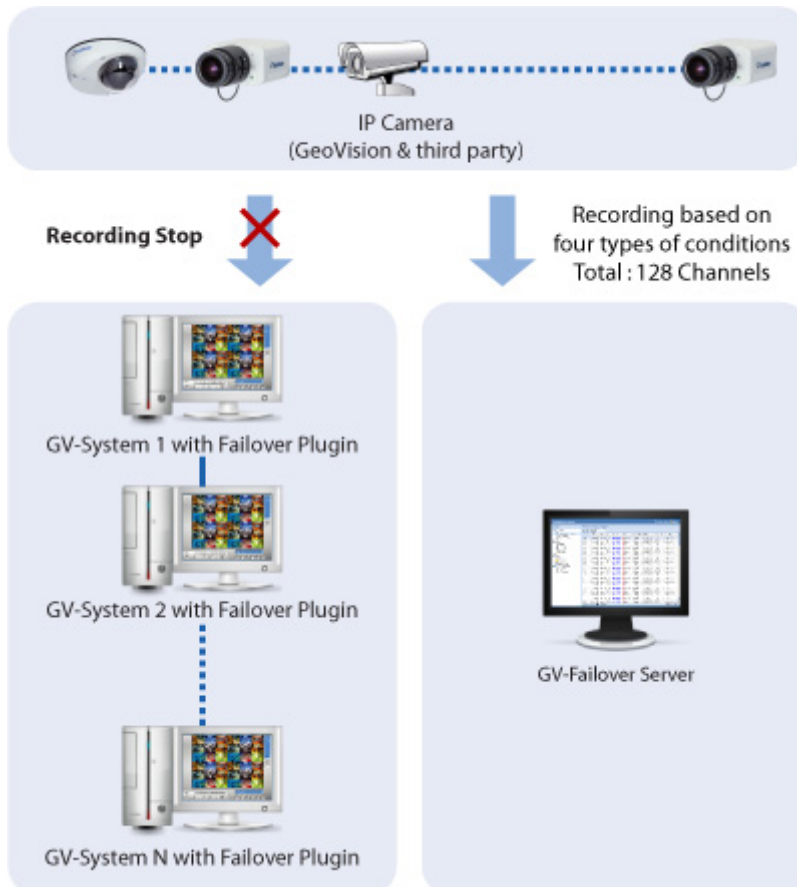 IP Camera
(GeoVision & third party)
Recording Stop
Recording based on
four types of conditions
Total : 128 Channels
GV-System 1 with Failover Plugin
GV-System 2 with Failover Plugin
GV-System N with Failover Plugin
GV-Failover Server